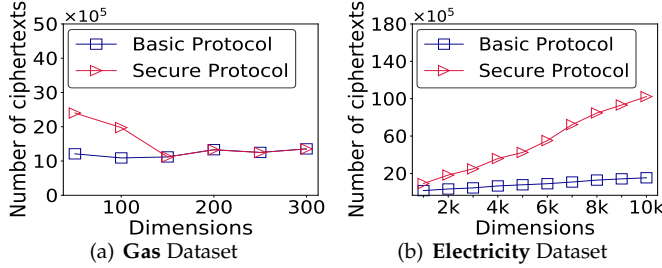 ×10⁵
50
40
30
20
10
0
Number of ciphertexts
Basic Protocol
Secure Protocol
100
200
300
Dimensions
(a) Gas Dataset
×10⁵
180
140
100
60
20
Number of ciphertexts
Basic Protocol
Secure Protocol
2k
4k
6k
8k
10k
Dimensions
(b) Electricity Dataset